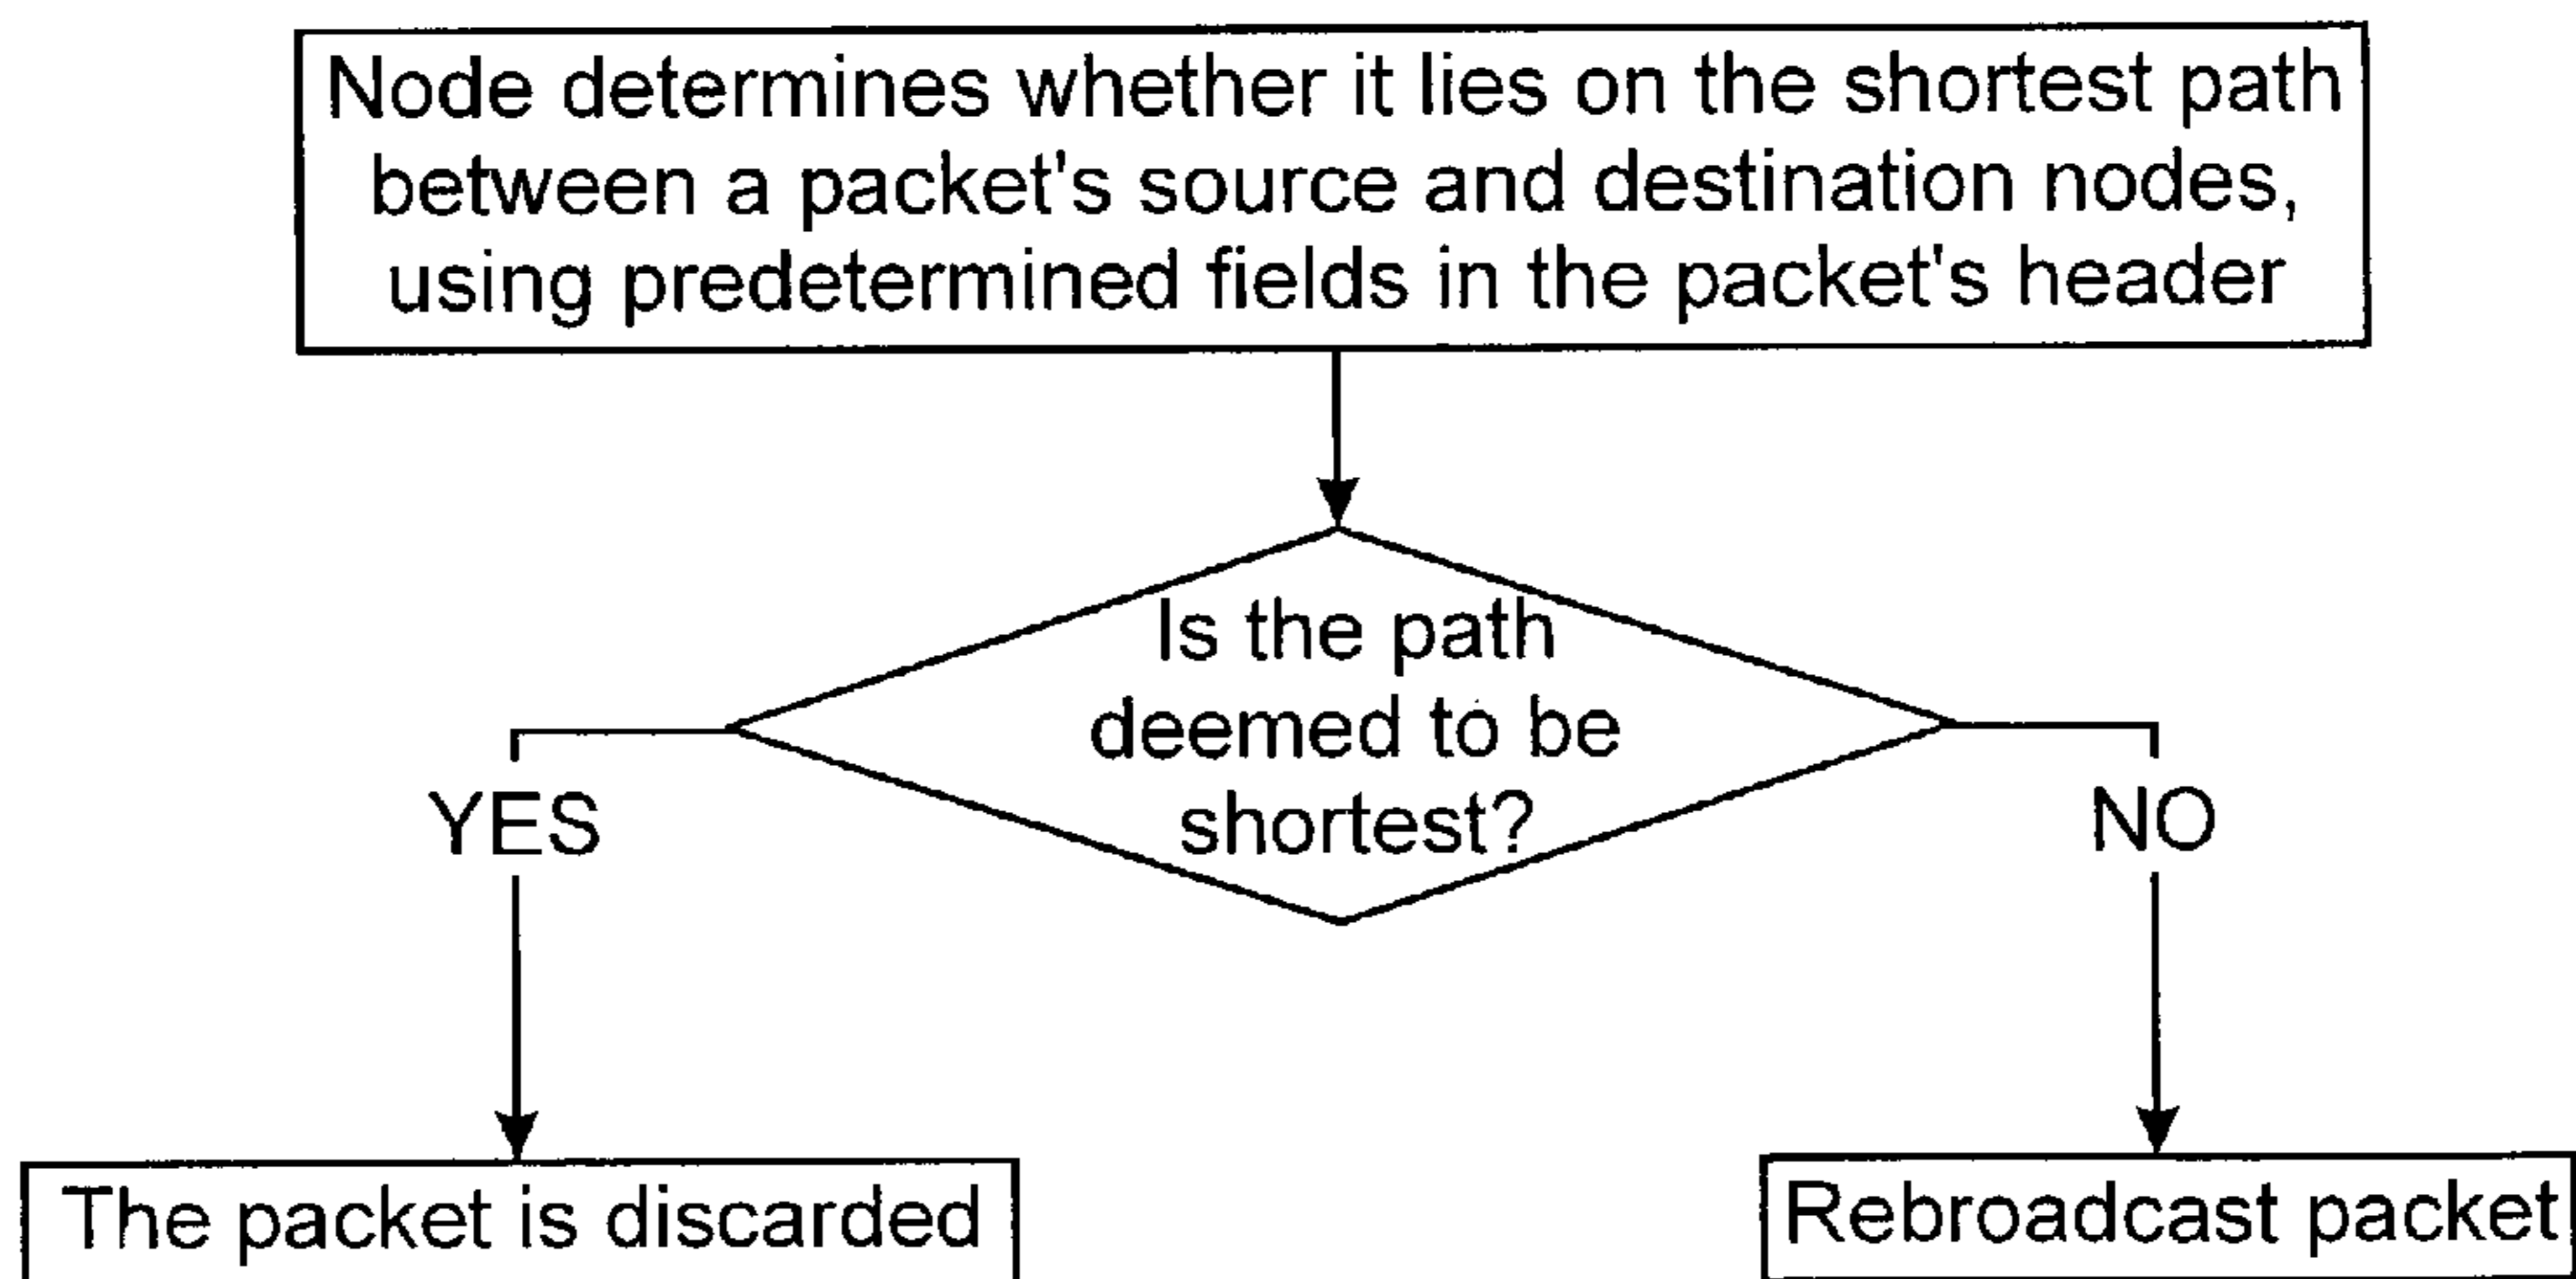 Node determines whether it lies on the shortest path
between a packet's source and destination nodes,
using predetermined fields in the packet's header
Is the path
deemed to be
shortest?
YES
NO
The packet is discarded
Rebroadcast packet